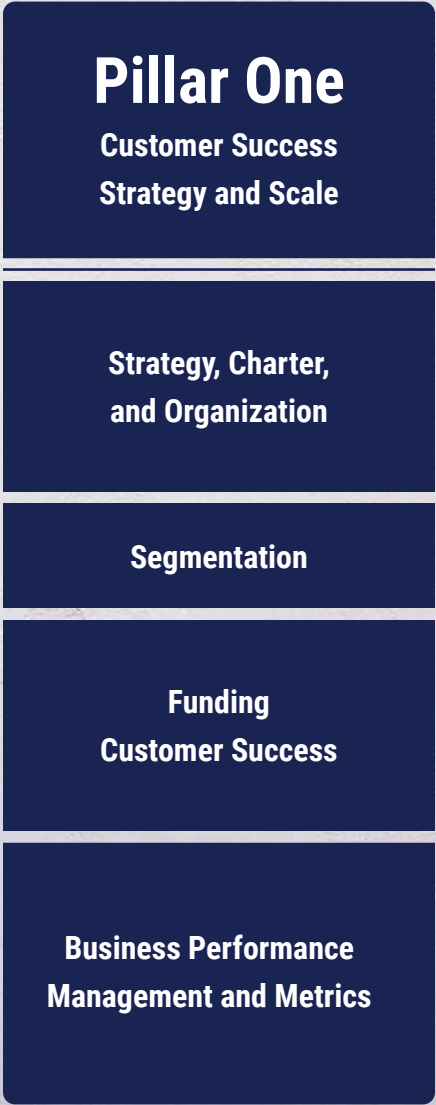 Pillar One
Customer Success
Strategy and Scale
Strategy, Charter,
and Organization
Segmentation
Funding
Customer Success
Business Performance
Management and Metrics